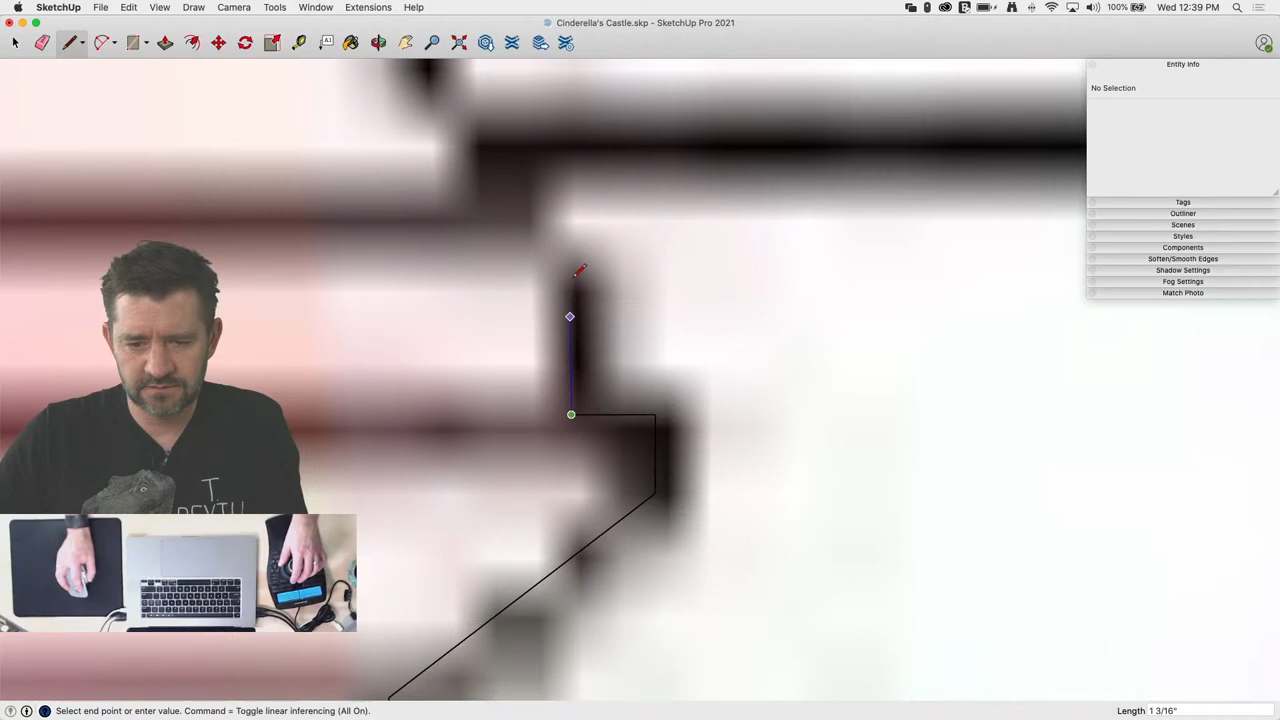 SketchUp File Edit View Camera Draw Tools Window Extensions Help 100% Wed 12:39 PM
Cinderella's Castle.skp - SketchUp Pro 2021
Entity Info
No Selection
Tags
Outliner
Scenes
Styles
Components
Soften/Smooth Edges
Shadow Settings
Fog Settings
Match Photo
Select end point or enter value. Command = Toggle linear inferencing (All On). Length 1 3/16"